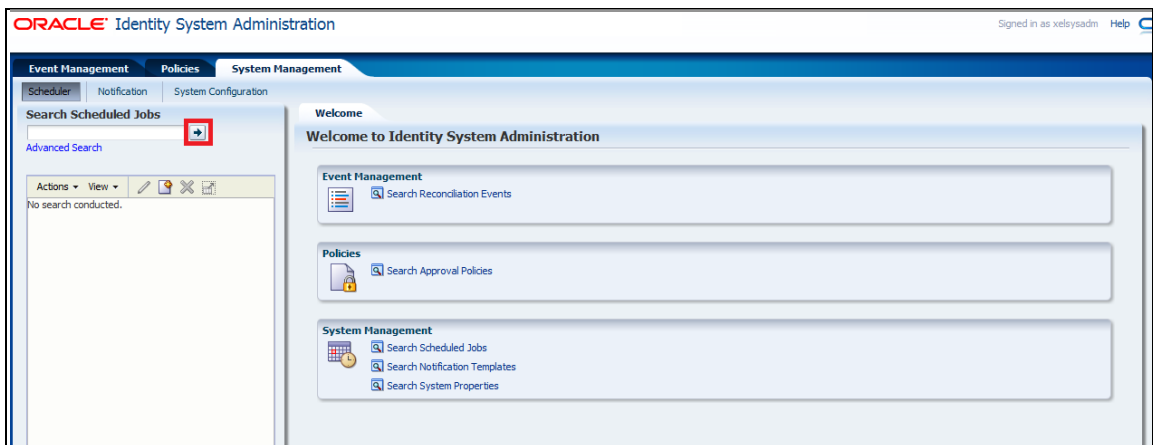 ORACLE Identity System Administration
Signed in as xelsysadm Help
Event Management Policies System Management
Scheduler Notification System Configuration
Search Scheduled Jobs
Advanced Search
Actions View
No search conducted.
Welcome
Welcome to Identity System Administration
Event Management
Search Reconciliation Events
Policies
Search Approval Policies
System Management
Search Scheduled Jobs
Search Notification Templates
Search System Properties